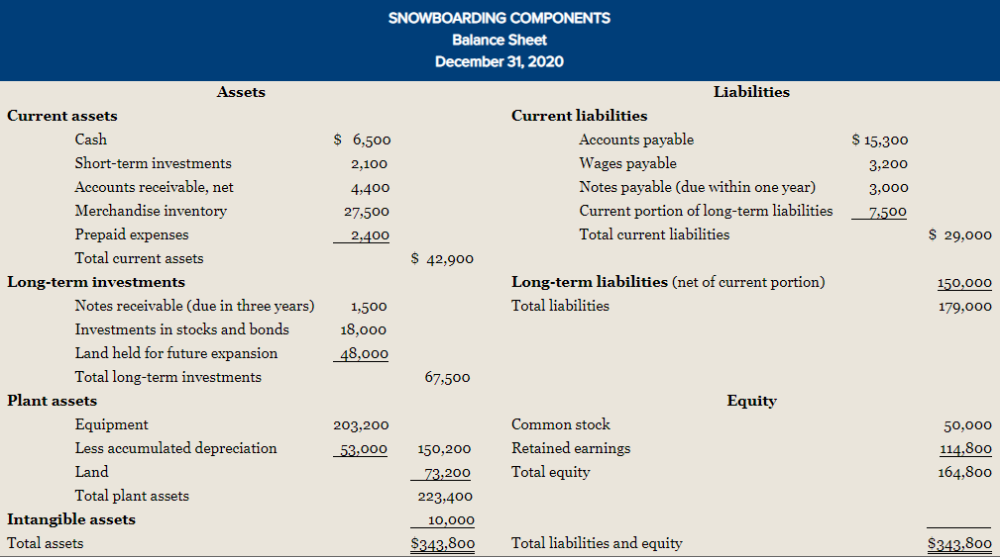 SNOWBOARDING COMPONENTS
Balance Sheet
December 31, 2020
Assets Liabilities
Current assets Current liabilities
Cash $ 6,500 Accounts payable $ 15,300
Short-term investments 2,100 Wages payable 3,200
Accounts receivable, net 4,400 Notes payable (due within one year) 3,000
Merchandise inventory 27,500 Current portion of long-term liabilities 7,500
Prepaid expenses 2,400 Total current liabilities $ 29,000
Total current assets $ 42,900
Long-term investments Long-term liabilities (net of current portion) 150,000
Notes receivable (due in three years) 1,500 Total liabilities 179,000
Investments in stocks and bonds 18,000
Land held for future expansion 48,000
Total long-term investments 67,500
Plant assets Equity
Equipment 203,200 Common stock 50,000
Less accumulated depreciation 53,000 150,200 Retained earnings 114,800
Land 73,200 Total equity 164,800
Total plant assets 223,400
Intangible assets 10,000
Total assets $343,800 Total liabilities and equity $343,800